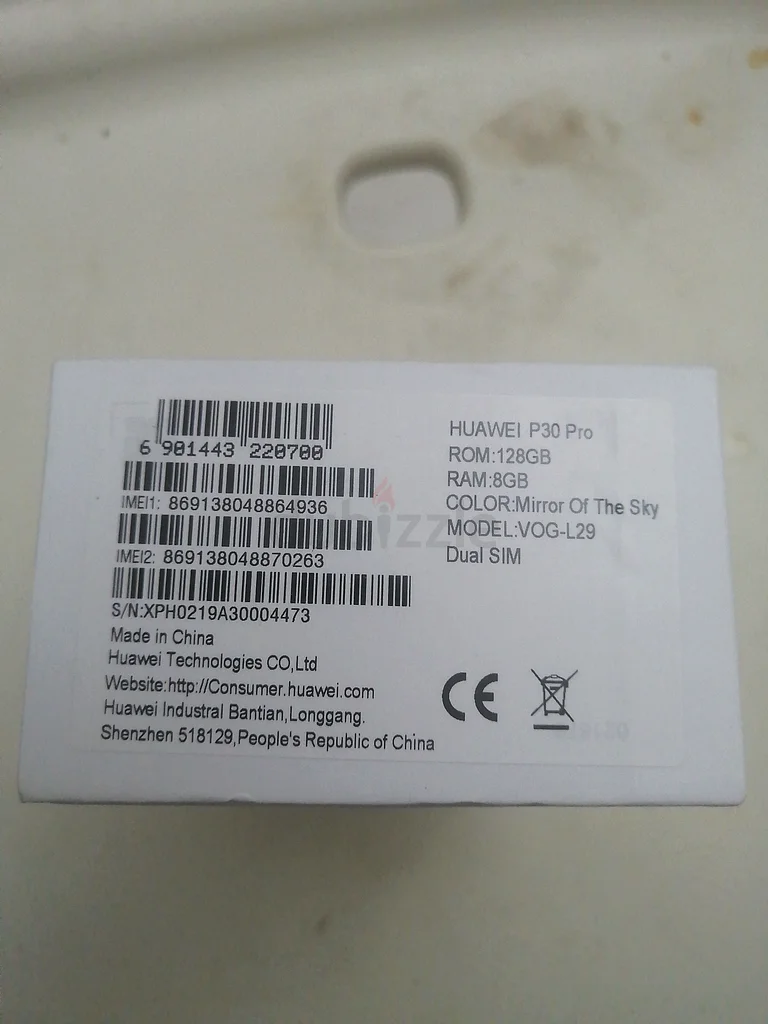 6 901443 220700
IMEI1: 869138048864936
IMEI2: 869138048870263
S/N:XPH0219A30004473
Made in China
Huawei Technologies CO,Ltd
Website:http://Consumer.huawei.com
Huawei Industral Bantian,Longgang.
Shenzhen 518129,People's Republic of China
HUAWEI P30 Pro
ROM:128GB
RAM:8GB
COLOR:Mirror Of The Sky
MODEL:VOG-L29
Dual SIM
CE